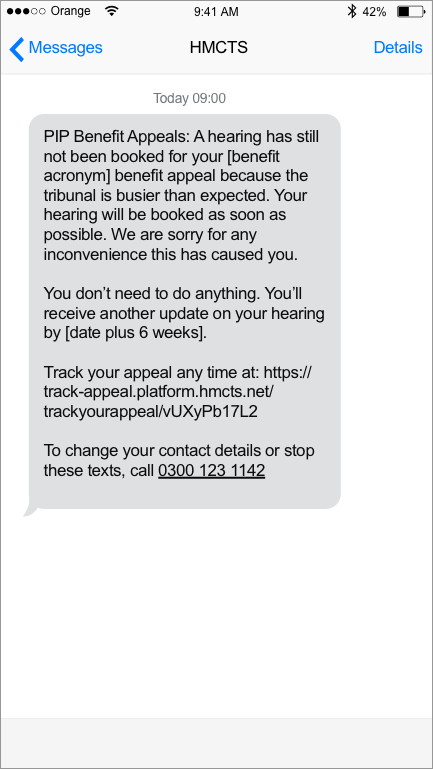 Orange 9:41 AM 42%
Messages HMCTS Details
Today 09:00
PIP Benefit Appeals: A hearing has still
not been booked for your [benefit
acronym] benefit appeal because the
tribunal is busier than expected. Your
hearing will be booked as soon as
possible. We are sorry for any
inconvenience this has caused you.
You don’t need to do anything. You’ll
receive another update on your hearing
by [date plus 6 weeks].
Track your appeal any time at: https://
track-appeal.platform.hmcts.net/
trackyourappeal/vUXyPb17L2
To change your contact details or stop
these texts, call 0300 123 1142